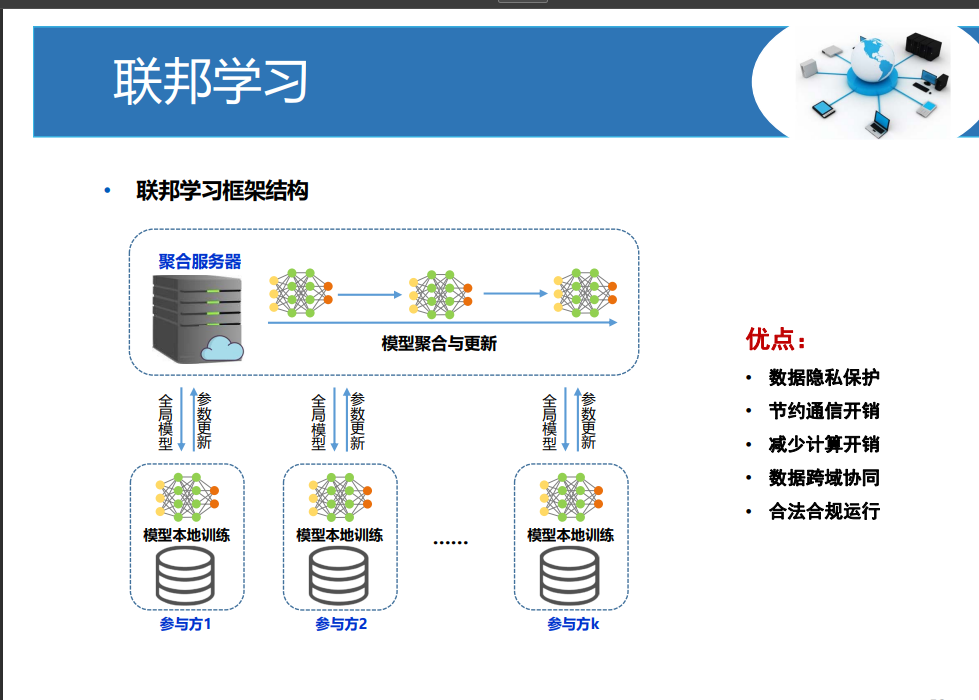 联邦学习
• 联邦学习框架结构
聚合服务器
模型聚合与更新
全局模型
参数更新
全局模型
参数更新
全局模型
参数更新
模型本地训练
模型本地训练
......
模型本地训练
参与方1
参与方2
参与方k
优点：
• 数据隐私保护
• 节约通信开销
• 减少计算开销
• 数据跨域协同
• 合法合规运行